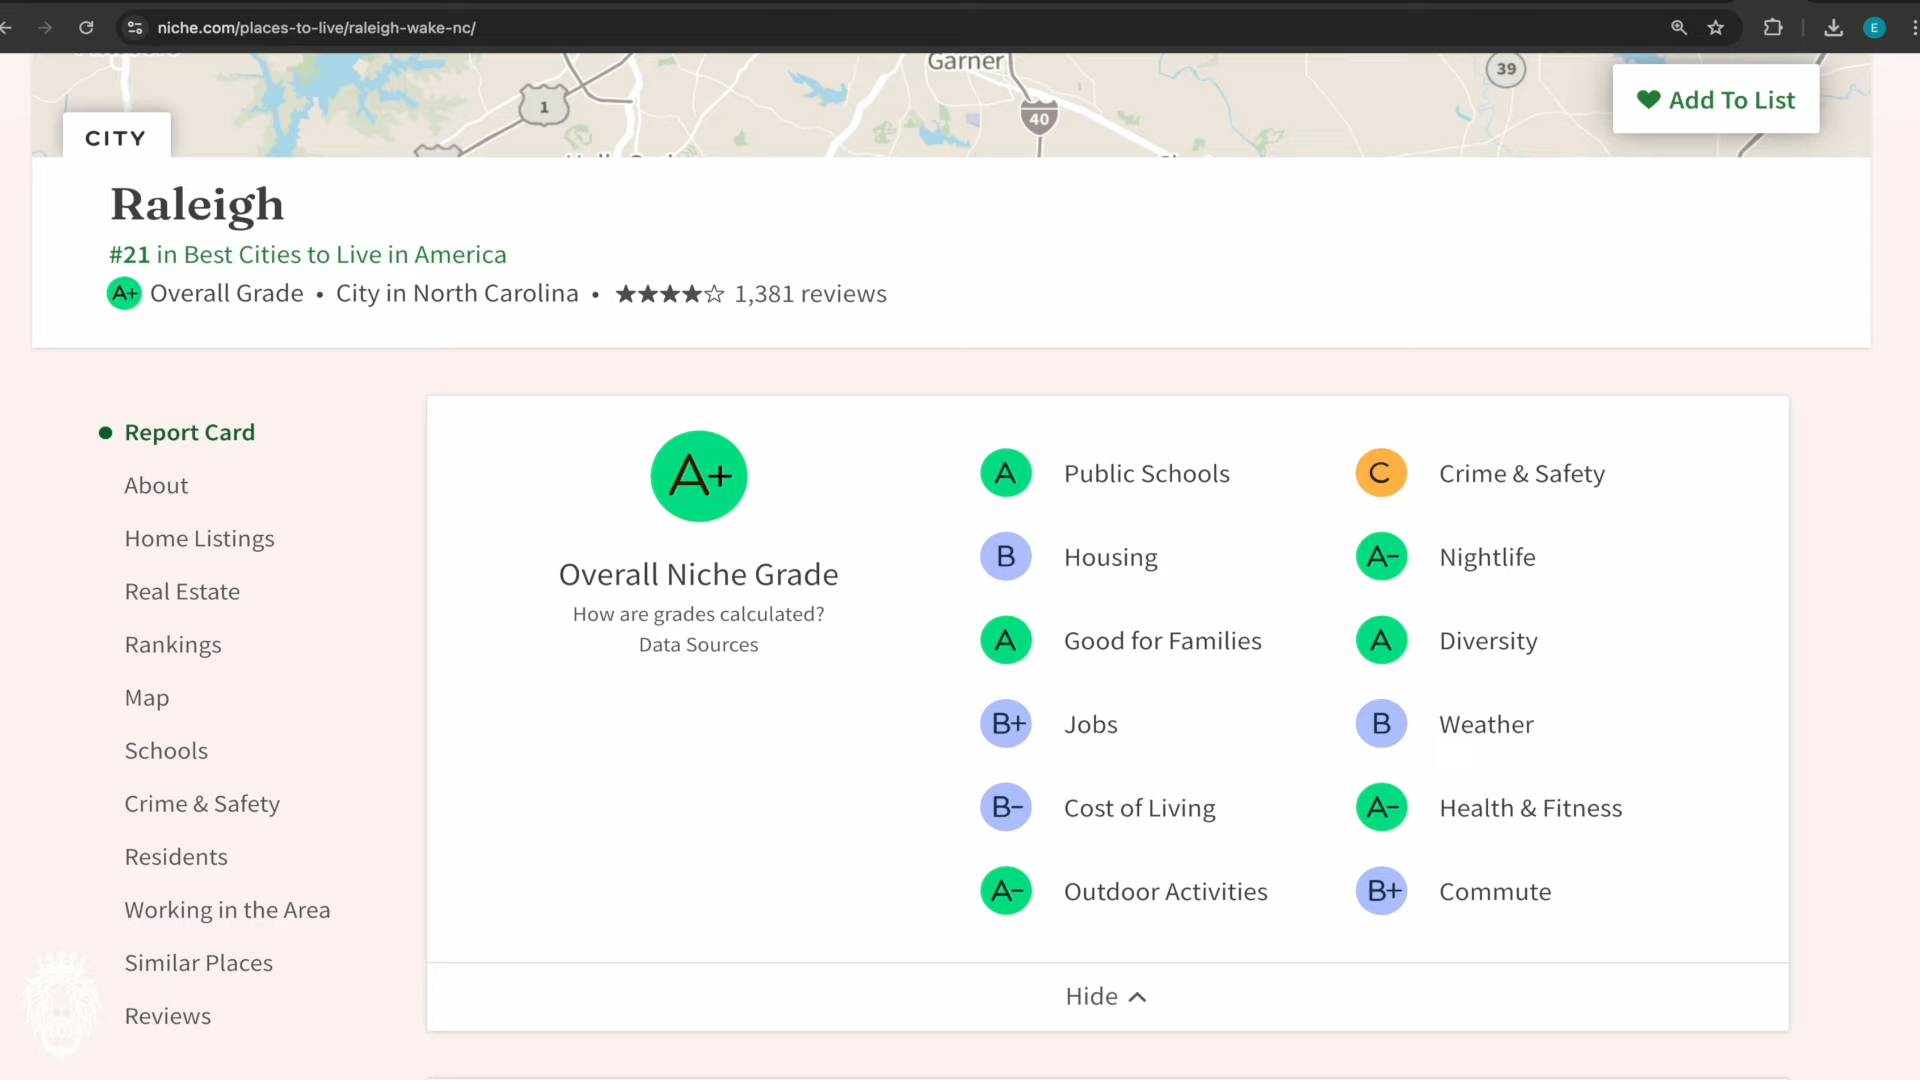 niche.com/places-to-live/raleigh-wake-nc/
E
Garner
39
1
40
Add To List
CITY
Raleigh
#21 in Best Cities to Live in America
A+ Overall Grade • City in North Carolina • ★★★★☆ 1,381 reviews
Report Card
About
Home Listings
Real Estate
Rankings
Map
Schools
Crime & Safety
Residents
Working in the Area
Similar Places
Reviews
A+
Overall Niche Grade
How are grades calculated?
Data Sources
A Public Schools
B Housing
A Good for Families
B+ Jobs
B- Cost of Living
A- Outdoor Activities
C Crime & Safety
A- Nightlife
A Diversity
B Weather
A- Health & Fitness
B+ Commute
Hide